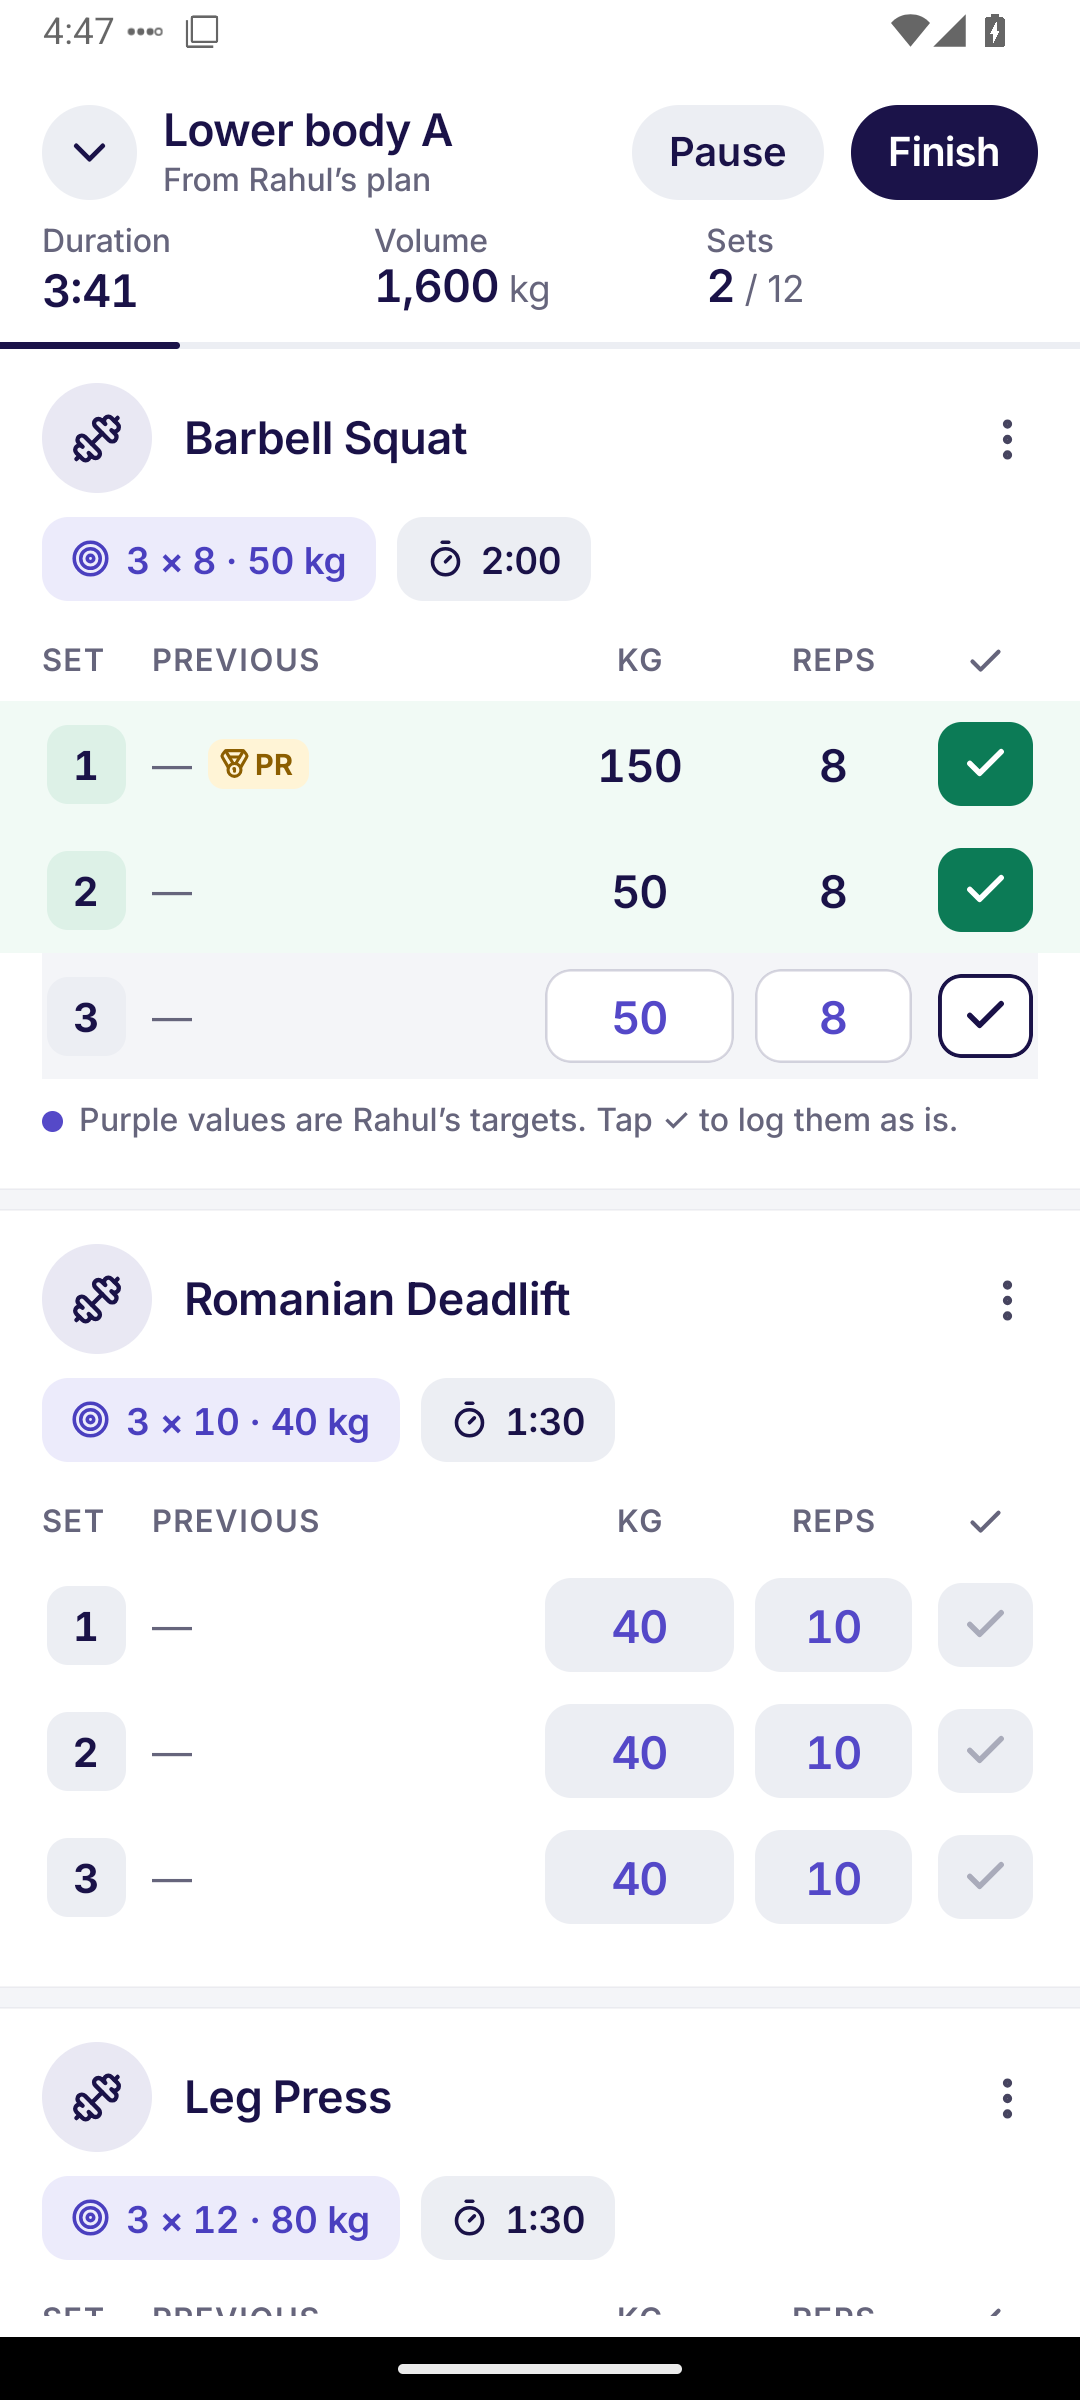 4:47
Lower body A
From Rahul's plan
Pause
Finish
Duration
Volume
Sets
3:41
1,600 kg
2 / 12
Barbell Squat
3 × 8 · 50 kg
2:00
SET PREVIOUS KG REPS ✓
1 — PR 150 8
2 — 50 8
3 — 50 8
Purple values are Rahul's targets. Tap ✓ to log them as is.
Romanian Deadlift
3 × 10 · 40 kg
1:30
SET PREVIOUS KG REPS ✓
1 — 40 10
2 — 40 10
3 — 40 10
Leg Press
3 × 12 · 80 kg
1:30
SET PREVIOUS KG REPS ✓